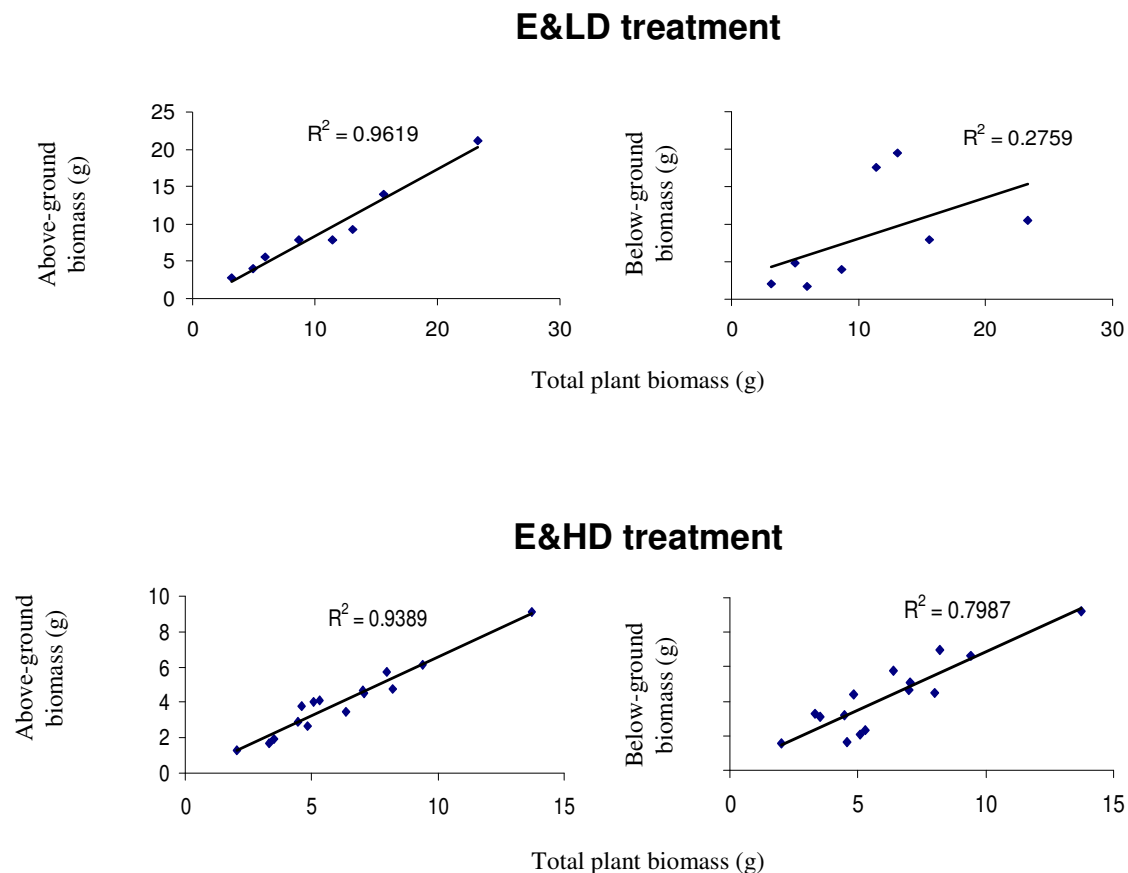 E&LD treatment
Above-ground
biomass (g)
25
20
15
10
5
0
R² = 0.9619
0 10 20 30
Below-ground
biomass (g)
R² = 0.2759
0 10 20 30
Total plant biomass (g)
E&HD treatment
Above-ground
biomass (g)
10
8
6
4
2
0
R² = 0.9389
0 5 10 15
Below-ground
biomass (g)
R² = 0.7987
0 5 10 15
Total plant biomass (g)